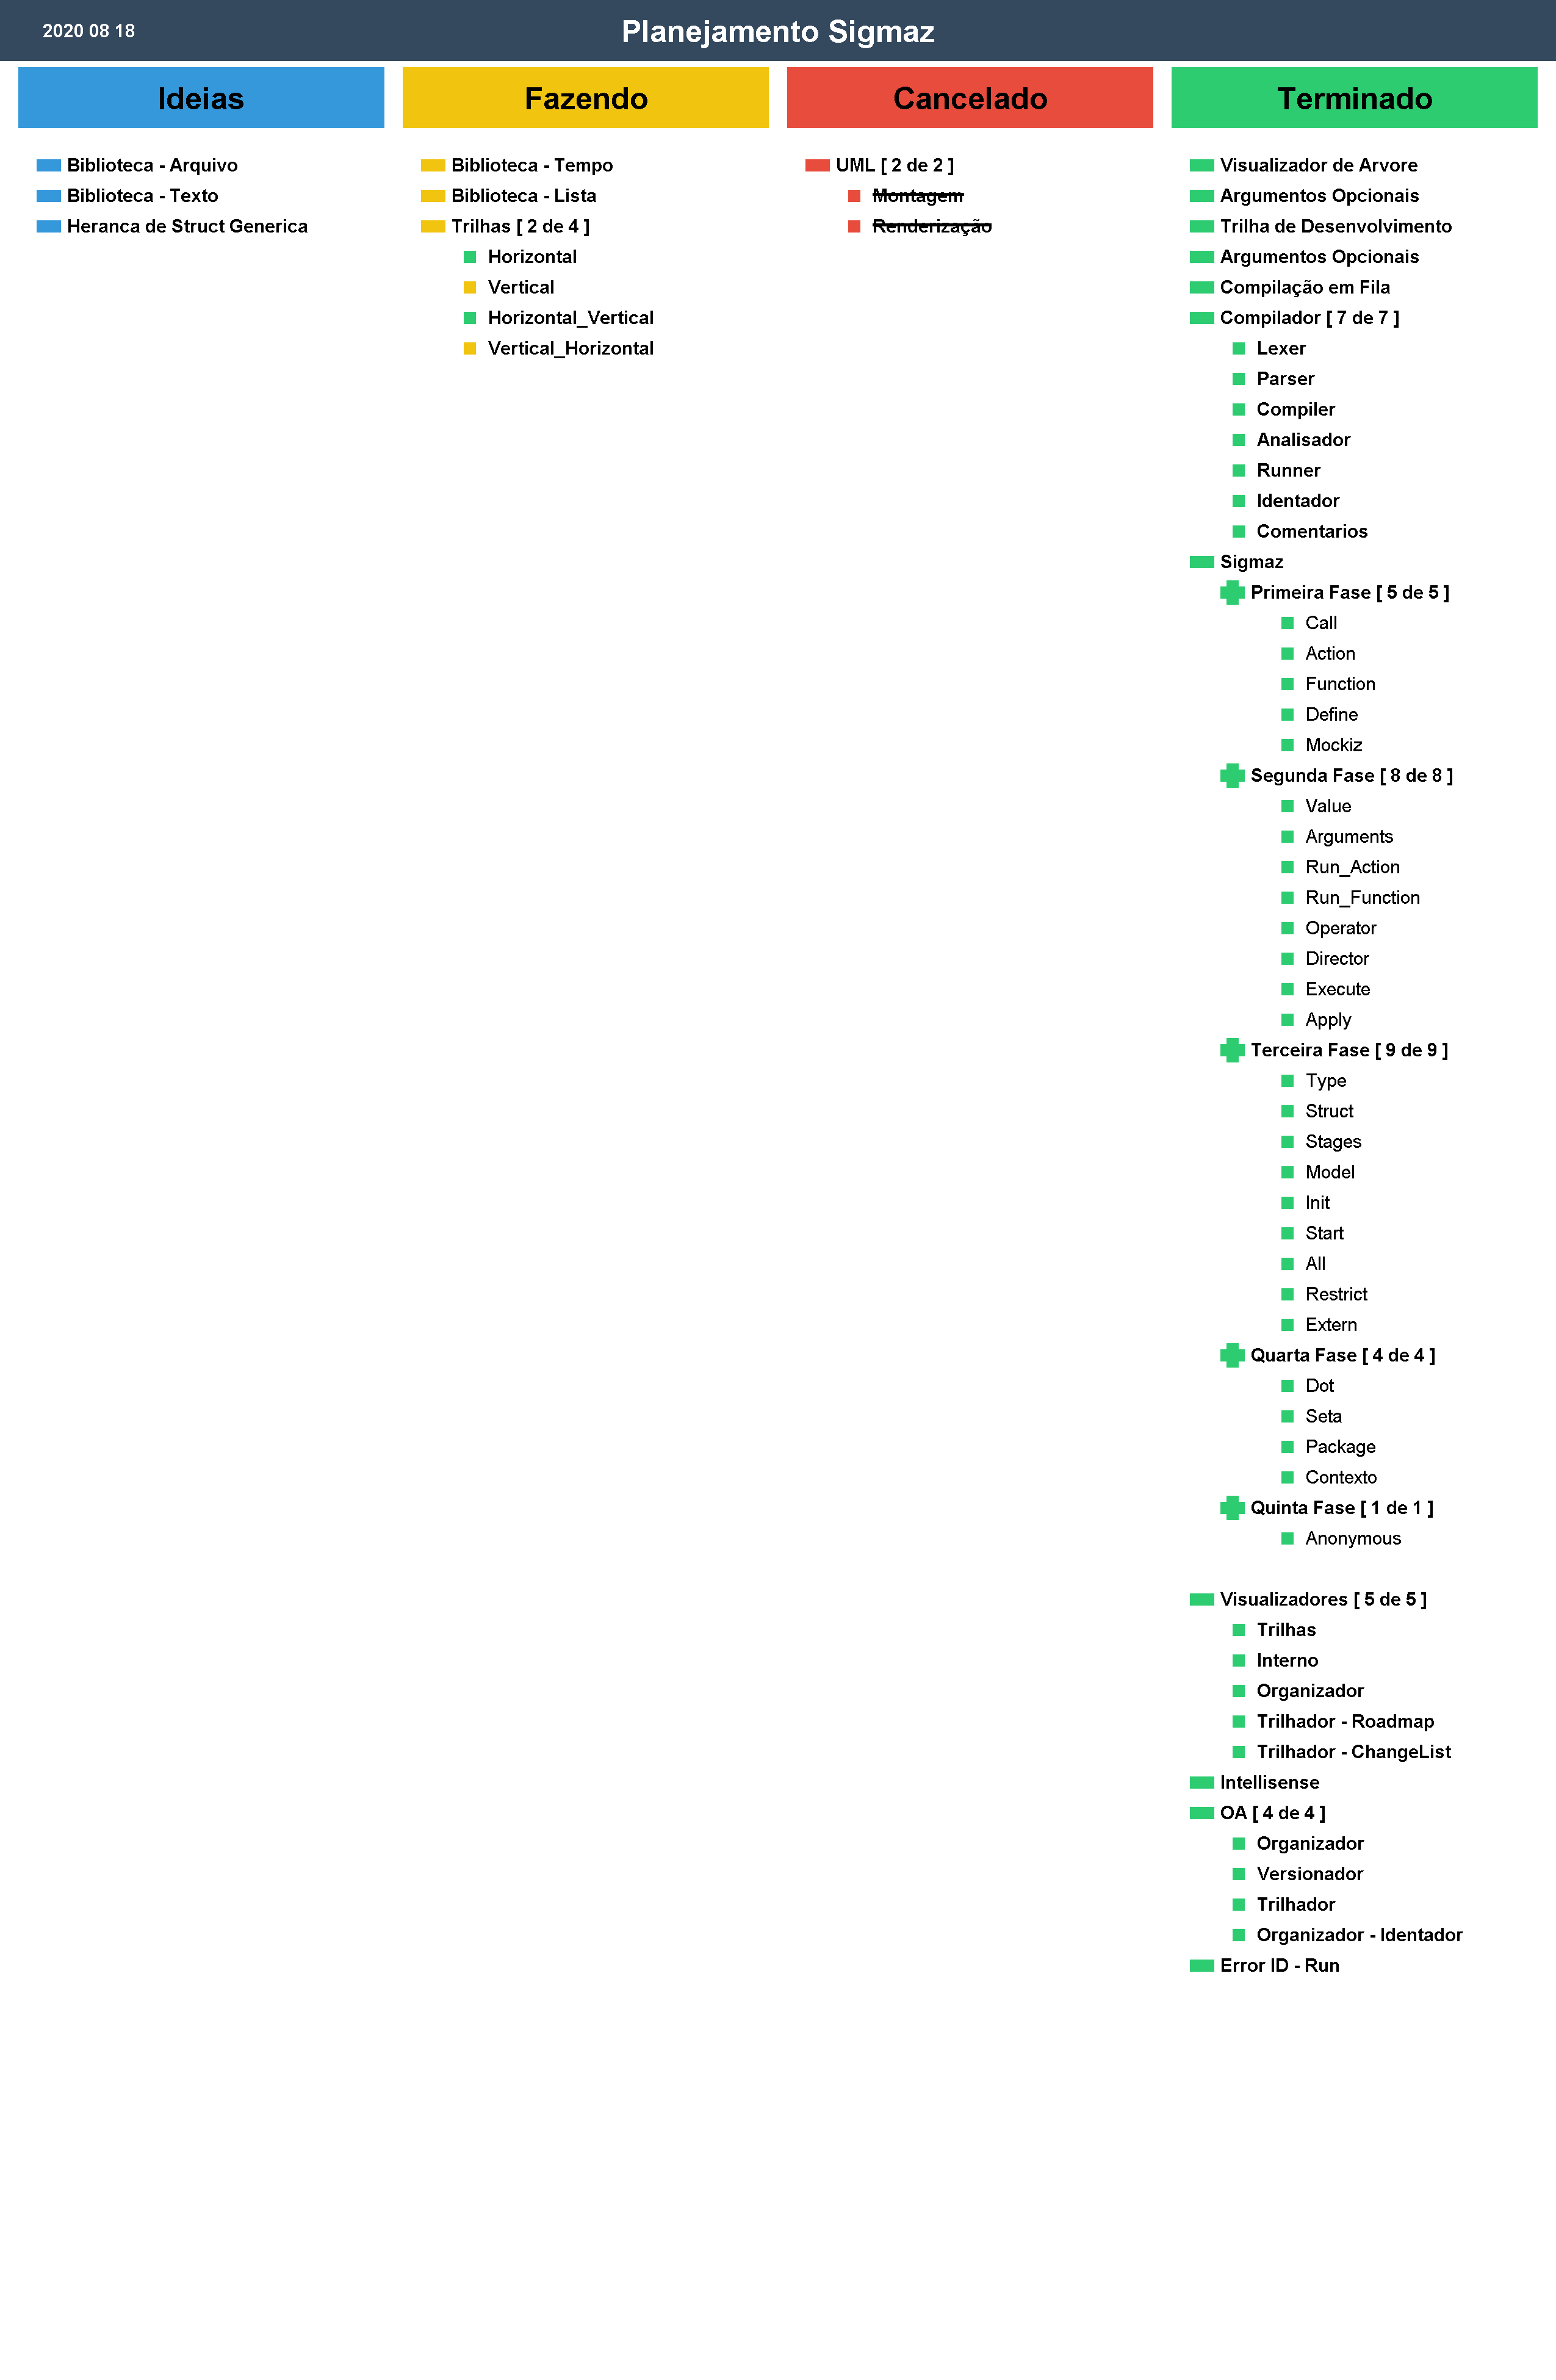 2020 08 18
Planejamento Sigmaz
Ideias
Biblioteca - Arquivo
Biblioteca - Texto
Heranca de Struct Generica
Fazendo
Biblioteca - Tempo
Biblioteca - Lista
Trilhas [ 2 de 4 ]
Horizontal
Vertical
Horizontal_Vertical
Vertical_Horizontal
Cancelado
UML [ 2 de 2 ]
Montagem
Renderização
Terminado
Visualizador de Arvore
Argumentos Opcionais
Trilha de Desenvolvimento
Argumentos Opcionais
Compilação em Fila
Compilador [ 7 de 7 ]
Lexer
Parser
Compiler
Analisador
Runner
Identador
Comentarios
Sigmaz
Primeira Fase [ 5 de 5 ]
Call
Action
Function
Define
Mockiz
Segunda Fase [ 8 de 8 ]
Value
Arguments
Run_Action
Run_Function
Operator
Director
Execute
Apply
Terceira Fase [ 9 de 9 ]
Type
Struct
Stages
Model
Init
Start
All
Restrict
Extern
Quarta Fase [ 4 de 4 ]
Dot
Seta
Package
Contexto
Quinta Fase [ 1 de 1 ]
Anonymous
Visualizadores [ 5 de 5 ]
Trilhas
Interno
Organizador
Trilhador - Roadmap
Trilhador - ChangeList
Intellisense
OA [ 4 de 4 ]
Organizador
Versionador
Trilhador
Organizador - Identador
Error ID - Run